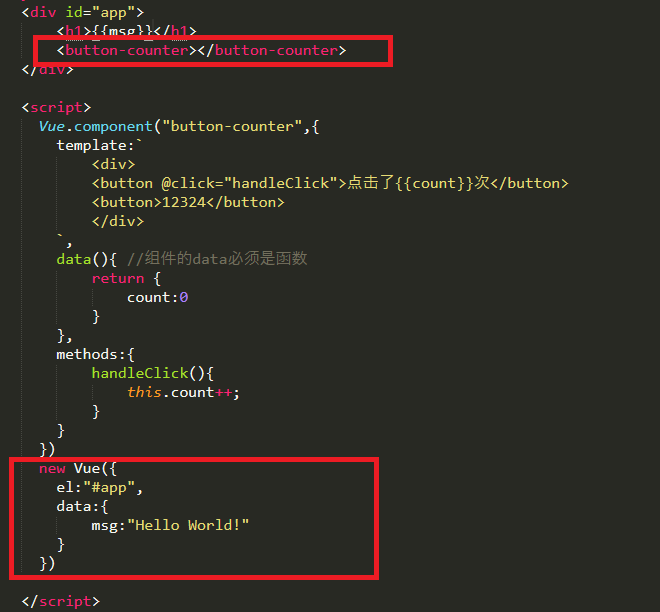 <div id="app">
<h1>{{msg}}</h1>
<button-counter></button-counter>
</div>
<script>
Vue.component("button-counter",{
template:`
<div>
<button @click="handleClick">点击了{{count}}次</button>
<button>12324</button>
</div>
`,
data(){ //组件的data必须是函数
return {
count:0
}
},
methods:{
handleClick(){
this.count++;
}
}
})
new Vue({
el:"#app",
data:{
msg:"Hello World!"
}
})
</script>